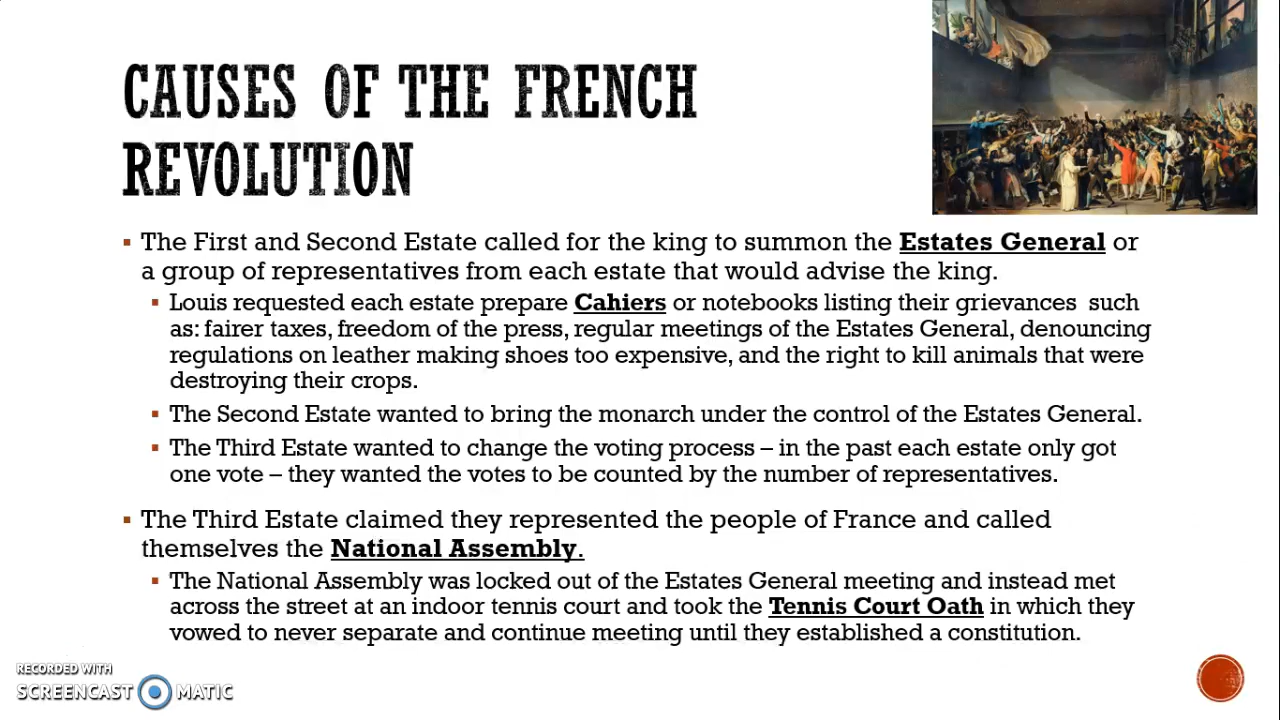 CAUSES OF THE FRENCH
REVOLUTION
▪ The First and Second Estate called for the king to summon the Estates General or
a group of representatives from each estate that would advise the king.
▪ Louis requested each estate prepare Cahiers or notebooks listing their grievances such
as: fairer taxes, freedom of the press, regular meetings of the Estates General, denouncing
regulations on leather making shoes too expensive, and the right to kill animals that were
destroying their crops.
▪ The Second Estate wanted to bring the monarch under the control of the Estates General.
▪ The Third Estate wanted to change the voting process – in the past each estate only got
one vote – they wanted the votes to be counted by the number of representatives.
▪ The Third Estate claimed they represented the people of France and called
themselves the National Assembly.
▪ The National Assembly was locked out of the Estates General meeting and instead met
across the street at an indoor tennis court and took the Tennis Court Oath in which they
vowed to never separate and continue meeting until they established a constitution.
RECORDED WITH
SCREENCAST MATIC